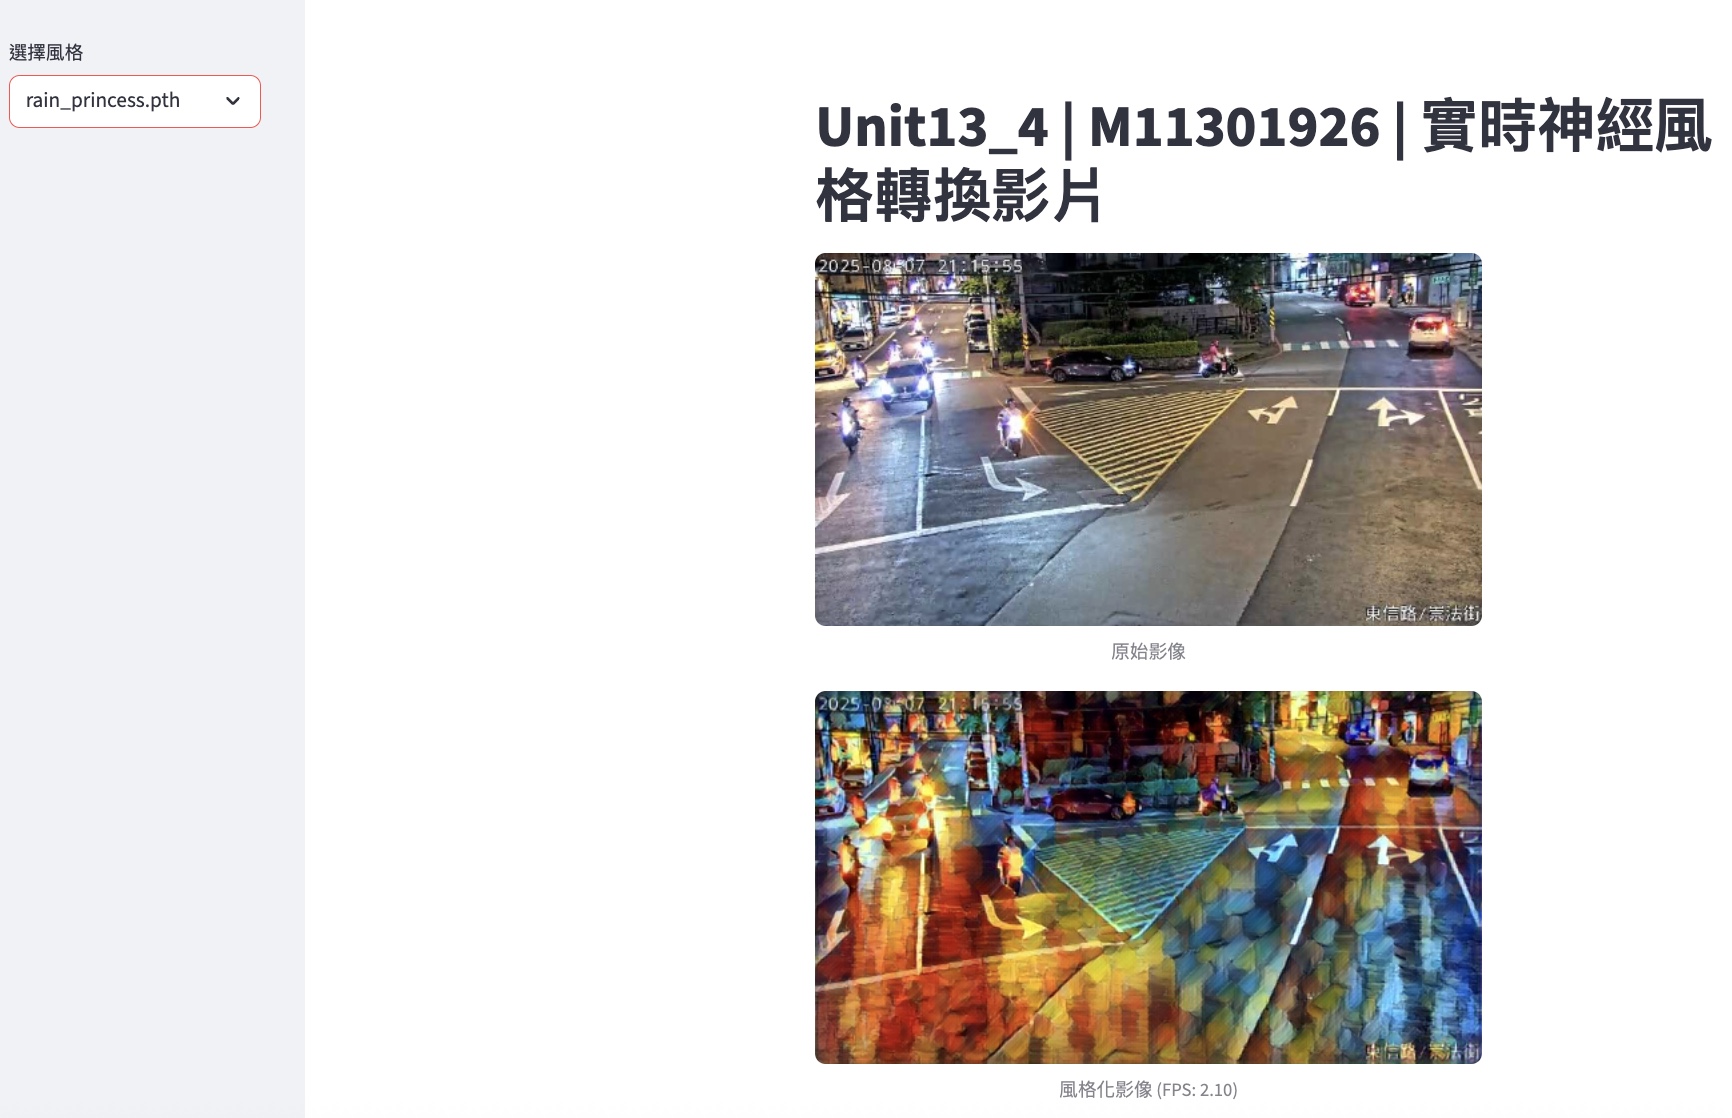 選擇風格
rain_princess.pth
Unit13_4 | M11301926 | 實時神經風
格轉換影片
2025-08-07 21:15:55
東信路/崇法街
原始影像
2025-08-07 21:15:55
東信路/崇法街
風格化影像 (FPS: 2.10)